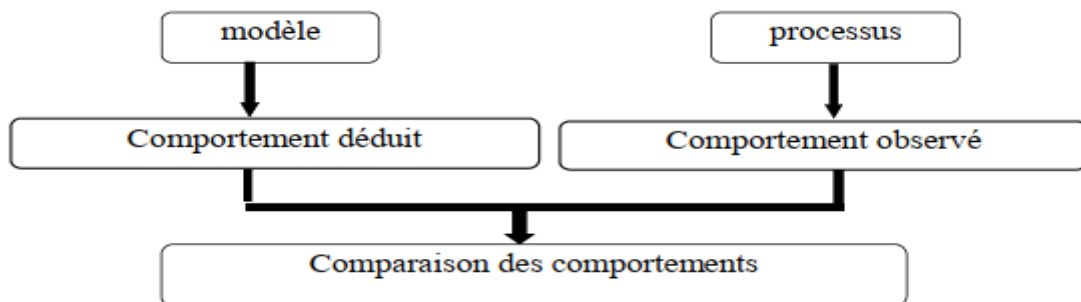 modèle
processus
Comportement déduit
Comportement observé
Comparaison des comportements